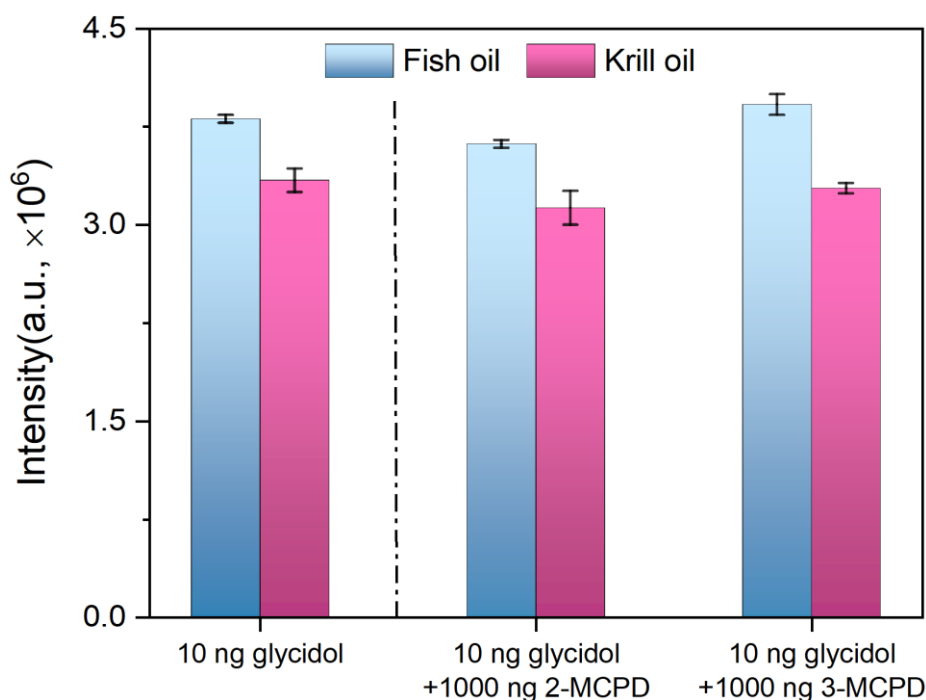 4.5
Fish oil
Krill oil
Intensity(a.u., ×10⁶)
3.0
1.5
0.0
10 ng glycidol
10 ng glycidol
+1000 ng 2-MCPD
10 ng glycidol
+1000 ng 3-MCPD